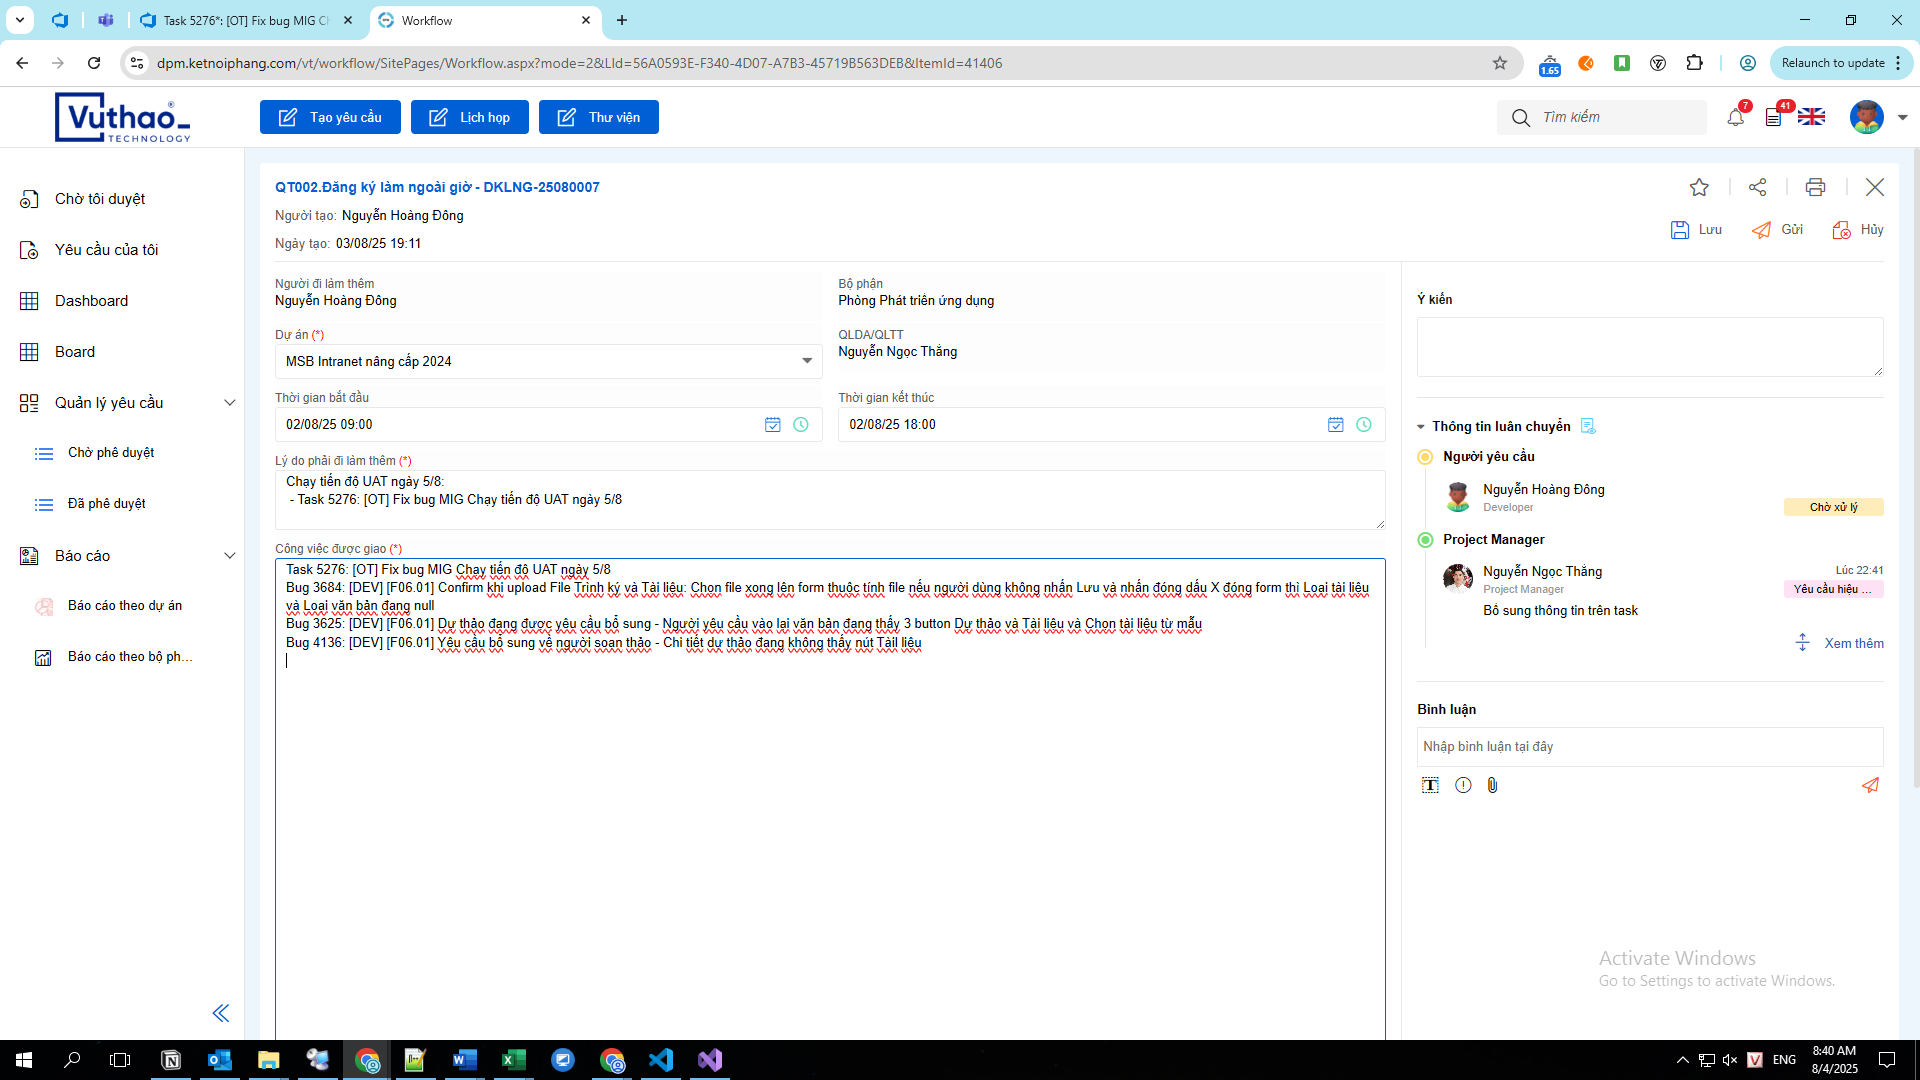 Task 5276*: [OT] Fix bug MIG Ch
Workflow
dpm.ketnoiphang.com/vt/workflow/SitePages/Workflow.aspx?mode=2&LId=56A0593E-F340-4D07-A7B3-45719B563DEB&ItemId=41406
1.65
Relaunch to update
Vuthao_®
TECHNOLOGY
Tạo yêu cầu
Lịch họp
Thư viện
Tìm kiếm
7
41
Chờ tôi duyệt
Yêu cầu của tôi
Dashboard
Board
Quản lý yêu cầu
Chờ phê duyệt
Đã phê duyệt
Báo cáo
Báo cáo theo dự án
Báo cáo theo bộ ph...
QT002.Đăng ký làm ngoài giờ - DKLNG-25080007
Người tạo: Nguyễn Hoàng Đông
Ngày tạo: 03/08/25 19:11
Lưu
Gửi
Hủy
Người đi làm thêm
Nguyễn Hoàng Đông
Bộ phận
Phòng Phát triển ứng dụng
Dự án (*)
MSB Intranet nâng cấp 2024
QLDA/QLTT
Nguyễn Ngọc Thắng
Thời gian bắt đầu
02/08/25 09:00
Thời gian kết thúc
02/08/25 18:00
Lý do phải đi làm thêm (*)
Chạy tiến độ UAT ngày 5/8:
- Task 5276: [OT] Fix bug MIG Chạy tiến độ UAT ngày 5/8
Công việc được giao (*)
Task 5276: [OT] Fix bug MIG Chạy tiến độ UAT ngày 5/8
Bug 3684: [DEV] [F06.01] Confirm khi upload File Trình ký và Tài liệu: Chọn file xong lên form thuộc tính file nếu người dùng không nhấn Lưu và nhấn đóng dấu X đóng form thì Loại tài liệu
và Loại văn bản đang null
Bug 3625: [DEV] [F06.01] Dự thảo đang được yêu cầu bổ sung - Người yêu cầu vào lại văn bản đang thấy 3 button Dự thảo và Tài liệu và Chọn tài liệu từ mẫu
Bug 4136: [DEV] [F06.01] Yêu cầu bổ sung về người soạn thảo - Chi tiết dự thảo đang không thấy nút Tàil liệu
Ý kiến
Thông tin luân chuyển
Người yêu cầu
Nguyễn Hoàng Đông
Developer
Chờ xử lý
Project Manager
Nguyễn Ngọc Thắng
Lúc 22:41
Project Manager
Yêu cầu hiệu ...
Bổ sung thông tin trên task
Xem thêm
Bình luận
Nhập bình luận tại đây
Activate Windows
Go to Settings to activate Windows.
ENG
8:40 AM
8/4/2025